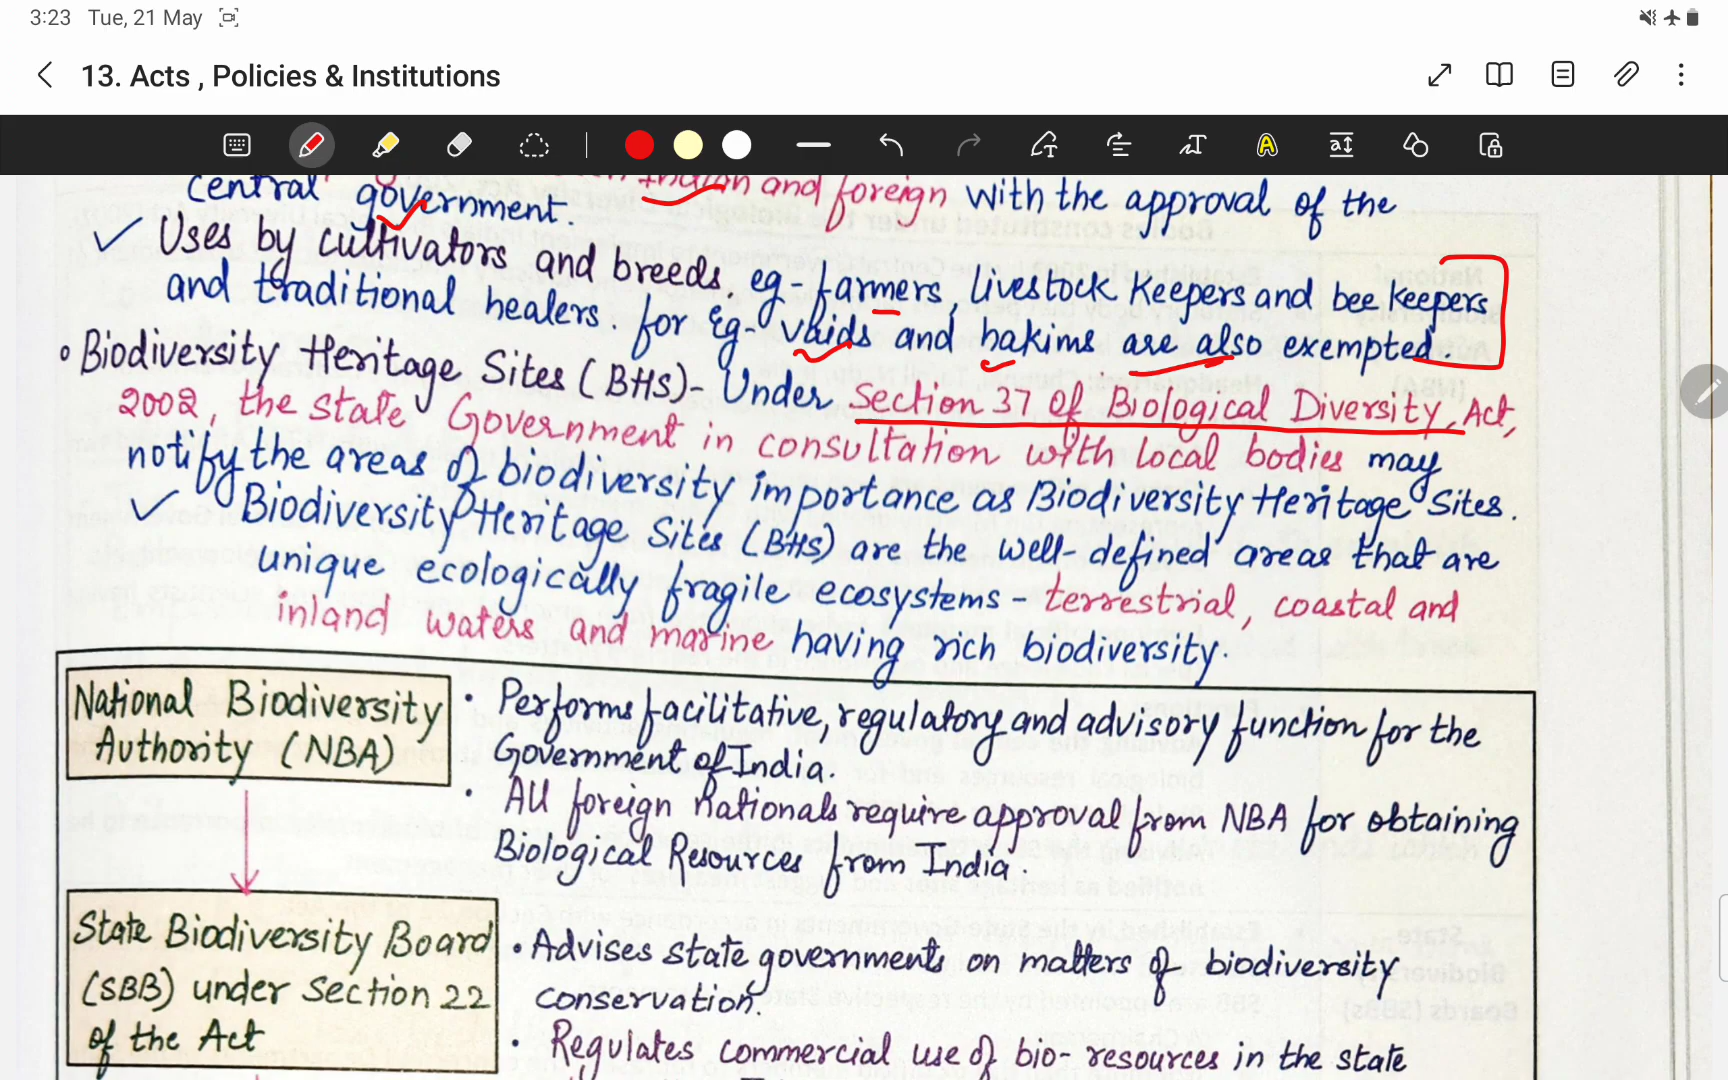 3:23 Tue, 21 May
13. Acts , Policies & Institutions
Indian and foreign with the approval of the
Central government.
Uses by cultivators and breeds. eg- farmers livestock keepers and bee keepers
and traditional healers. for Eg- vaids and hakims are also exempted.
• Biodiversity Heritage Sites (BHS)- Under Section 37 of Biological Diversity, Act,
2002, the state Government in consultation with local bodies may
notify the areas of biodiversity importance as Biodiversity Heritage Sites.
Biodiversity Heritage Sites (BHS) are the well-defined areas that are
unique ecologically fragile ecosystems - terrestrial, coastal and
inland waters and marine having rich biodiversity.
National Biodiversity
Authority (NBA)
• Performs facilitative, regulatory and advisory function for the
Government of India.
• All foreign Nationals require approval from NBA for obtaining
Biological Resources from India.
State Biodiversity Board
(SBB) under Section 22
of the Act
• Advises state governments on matters of biodiversity
conservation.
• Regulates commercial use of bio-resources in the state